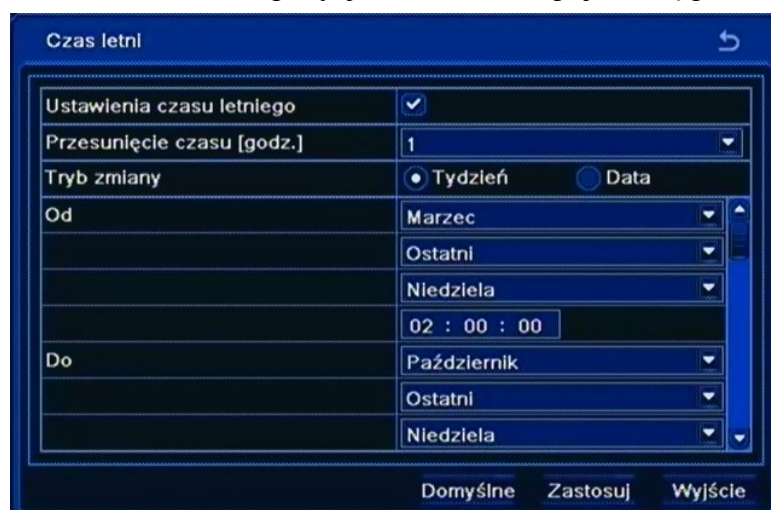 Czas letni
Ustawienia czasu letniego
Przesunięcie czasu [godz.] 1
Tryb zmiany Tydzień Data
Od Marzec
Ostatni
Niedziela
02 : 00 : 00
Do Październik
Ostatni
Niedziela
Domyślne Zastosuj Wyjście